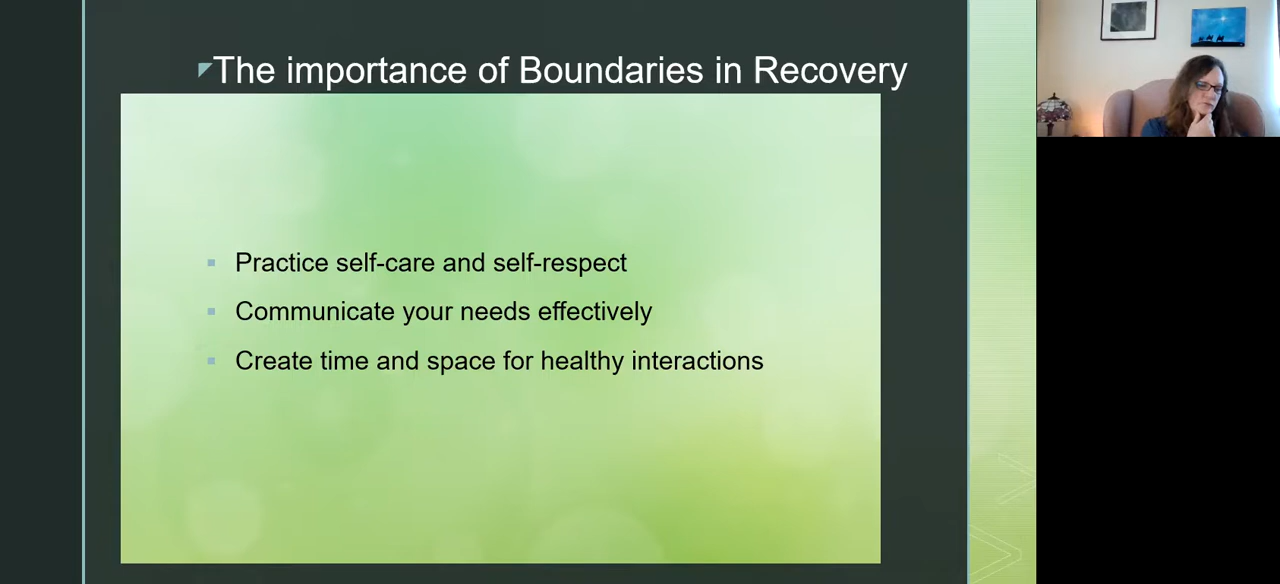 The importance of Boundaries in Recovery
Practice self-care and self-respect
Communicate your needs effectively
Create time and space for healthy interactions